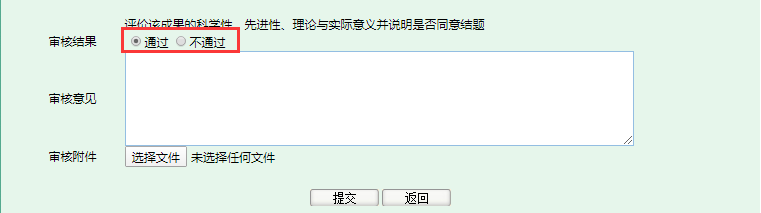 评价该成果的科学性、先进性、理论与实际意义并说明是否同意结题
审核结果 通过 不通过
审核意见
审核附件 选择文件 未选择任何文件
提交 返回